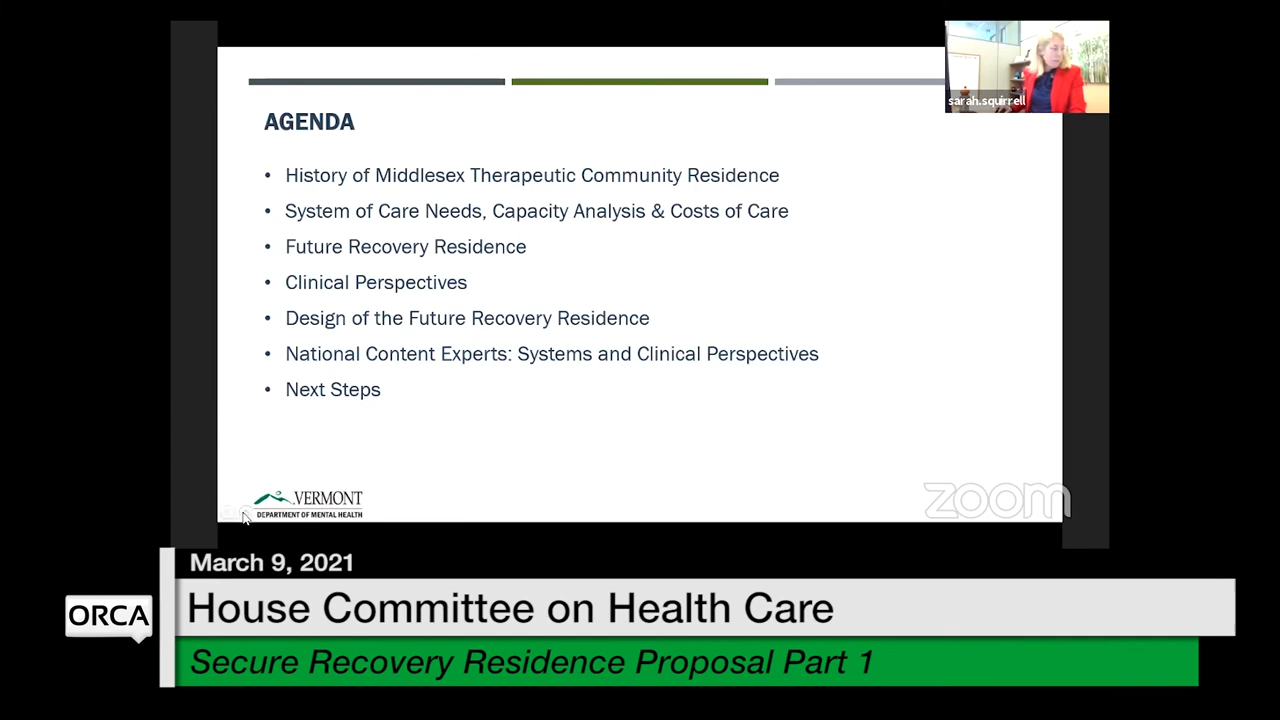 sarah.squirrell
AGENDA
• History of Middlesex Therapeutic Community Residence
• System of Care Needs, Capacity Analysis & Costs of Care
• Future Recovery Residence
• Clinical Perspectives
• Design of the Future Recovery Residence
• National Content Experts: Systems and Clinical Perspectives
• Next Steps
VERMONT
DEPARTMENT OF MENTAL HEALTH
zoom
March 9, 2021
ORCA
House Committee on Health Care
Secure Recovery Residence Proposal Part 1